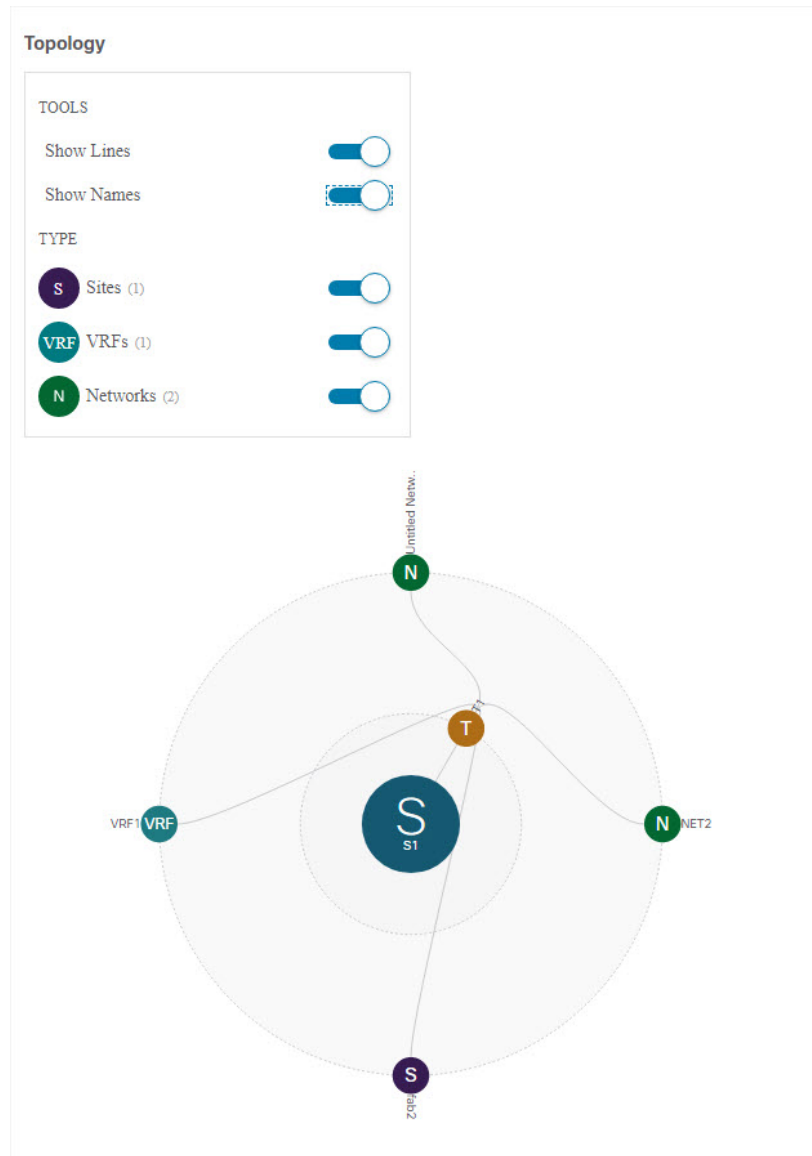 Topology
TOOLS
Show Lines
Show Names
TYPE
S Sites (1)
VRF VRFs (1)
N Networks (2)
Untitled Netw...
N
#1
T
S
S1
VRF1 VRF
N NET2
S
fab2